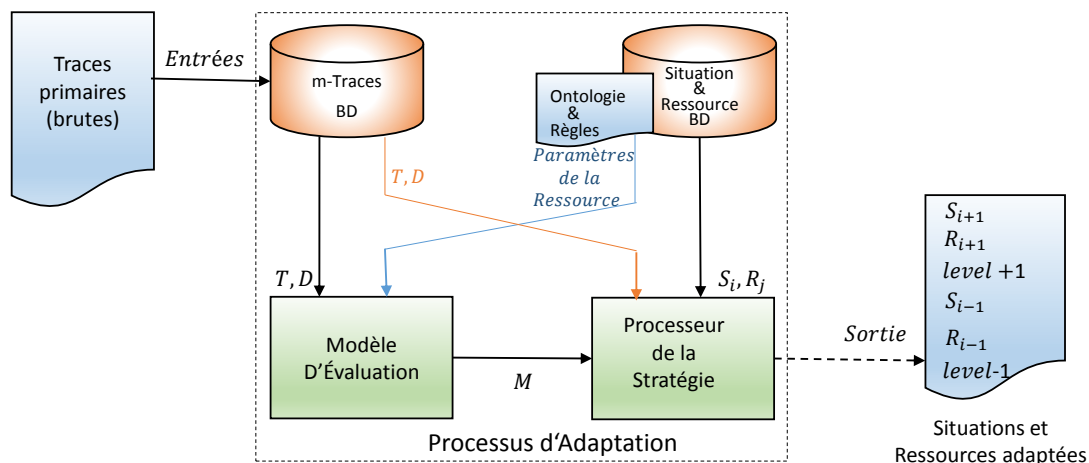 Traces
primaires
(brutes)
Entrées
m-Traces
BD
Situation
&
Ressource
BD
Ontologie
&
Règles
Paramètres
de la
Ressource
T, D
T, D
S_{i}, R_{j}
Modèle
D'Évaluation
M
Processeur
de la
Stratégie
Sortie
S_{i+1}
R_{i+1}
level +1
S_{i-1}
R_{i-1}
level-1
Processus d'Adaptation
Situations et
Ressources adaptées